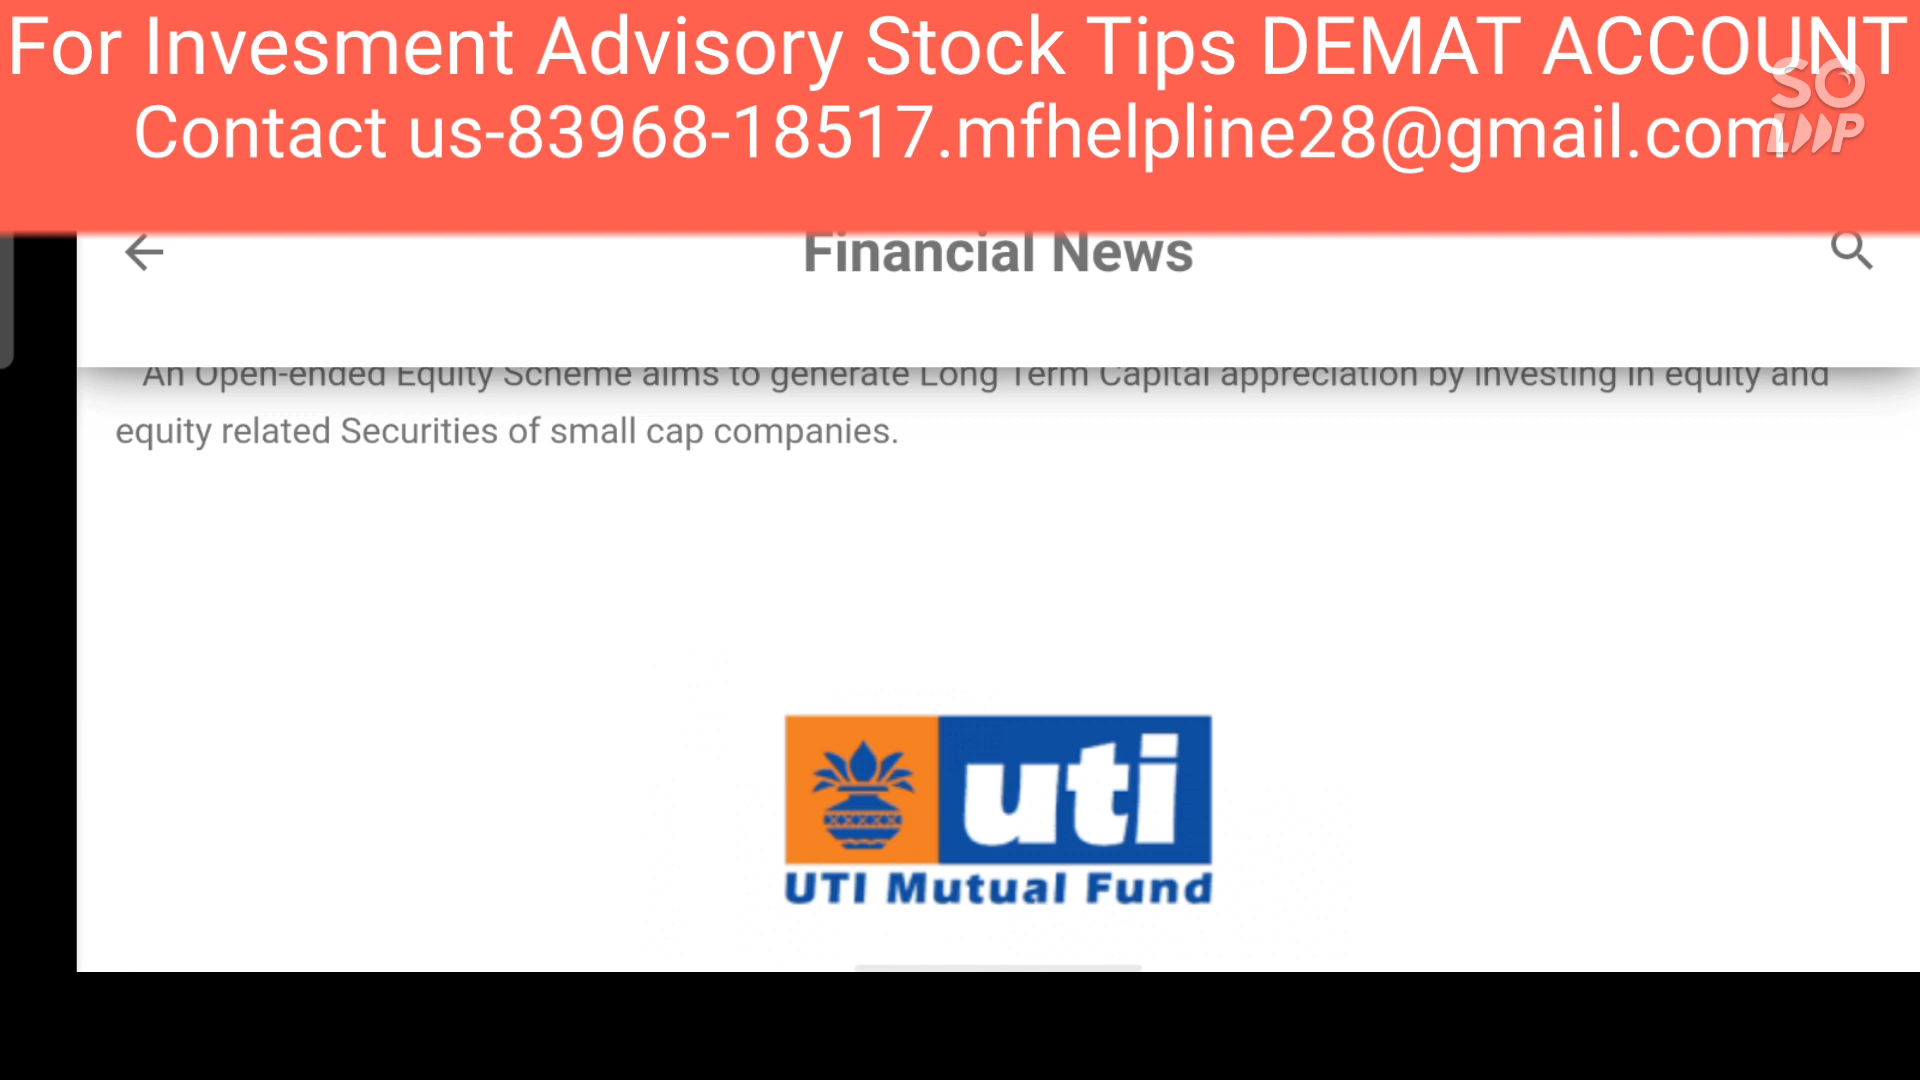 For Invesment Advisory Stock Tips DEMAT ACCOUNT
Contact us-83968-18517.mfhelpline28@gmail.com
SO
LOOP
Financial News
An Open-ended Equity Scheme aims to generate Long Term Capital appreciation by investing in equity and
equity related Securities of small cap companies.
uti
UTI Mutual Fund